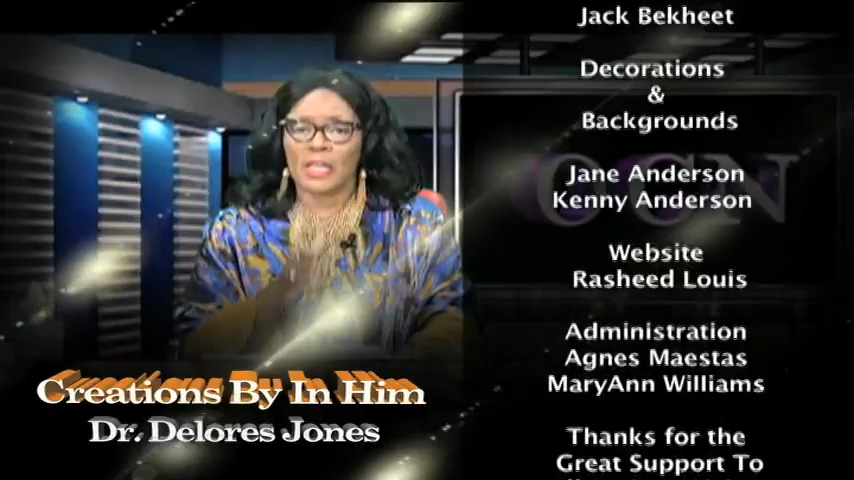 Creations By In Him
Dr. Delores Jones
Jack Bekheet
Decorations
&
Backgrounds
Jane Anderson
Kenny Anderson
Website
Rasheed Louis
Administration
Agnes Maestas
MaryAnn Williams
Thanks for the
Great Support To